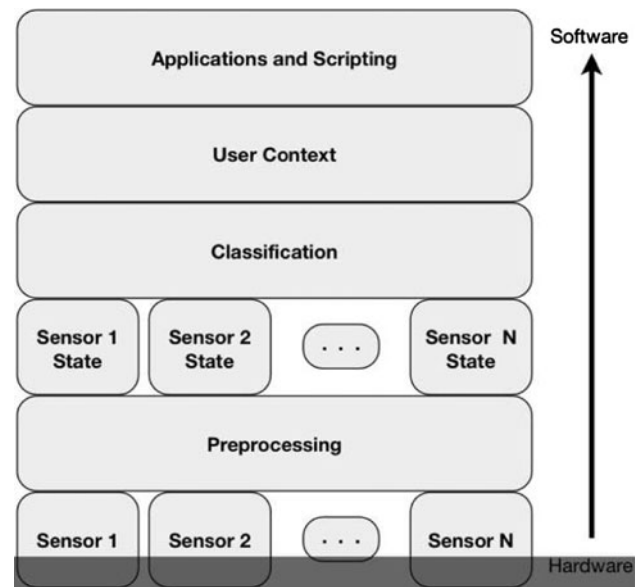 Software
Applications and Scripting
User Context
Classification
Sensor 1 State
Sensor 2 State
. . .
Sensor N State
Preprocessing
Sensor 1
Sensor 2
. . .
Sensor N
Hardware